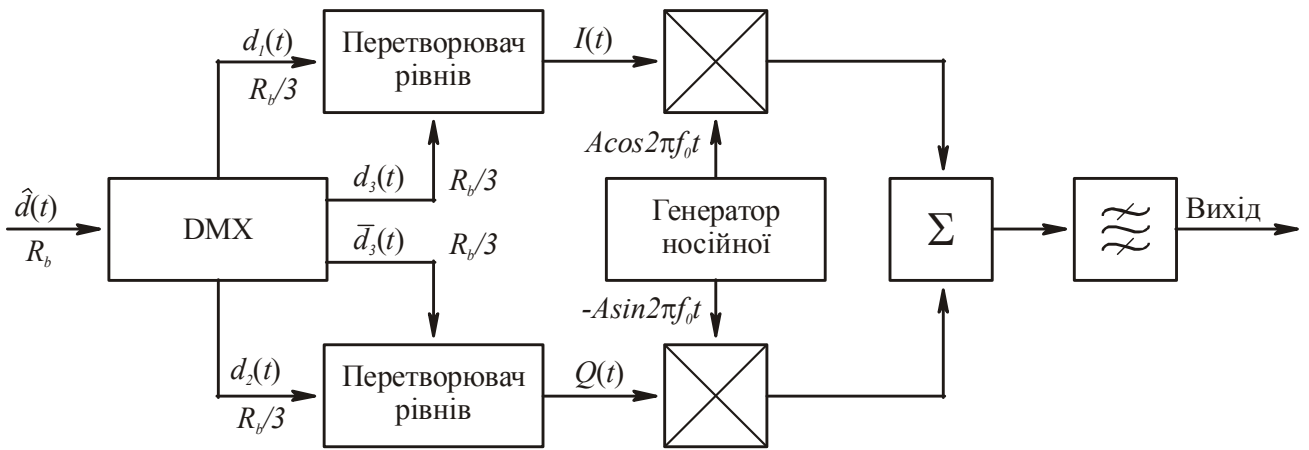 d₁(t)
R_b/3
Перетворювач
рівнів
I(t)
Acos2πf₀t
d̂(t)
R_b
DMX
d₃(t)
R_b/3
d̅₃(t)
R_b/3
Генератор
носійної
Σ
Вихід
-Asin2πf₀t
d₂(t)
R_b/3
Перетворювач
рівнів
Q(t)